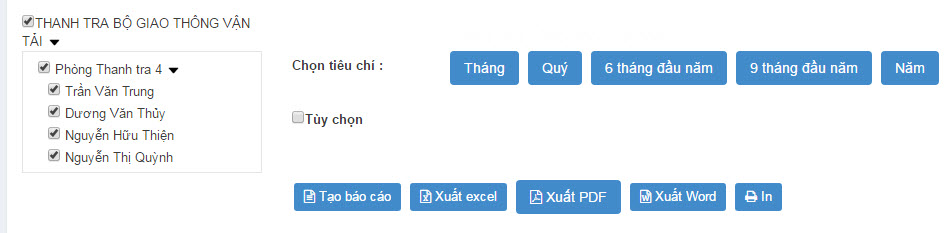 THANH TRA BỘ GIAO THÔNG VẬN
TẢI
Phòng Thanh tra 4
Trần Văn Trung
Dương Văn Thủy
Nguyễn Hữu Thiện
Nguyễn Thị Quỳnh
Chọn tiêu chí : Tháng Quý 6 tháng đầu năm 9 tháng đầu năm Năm
Tùy chọn
Tạo báo cáo Xuất excel Xuất PDF Xuất Word In